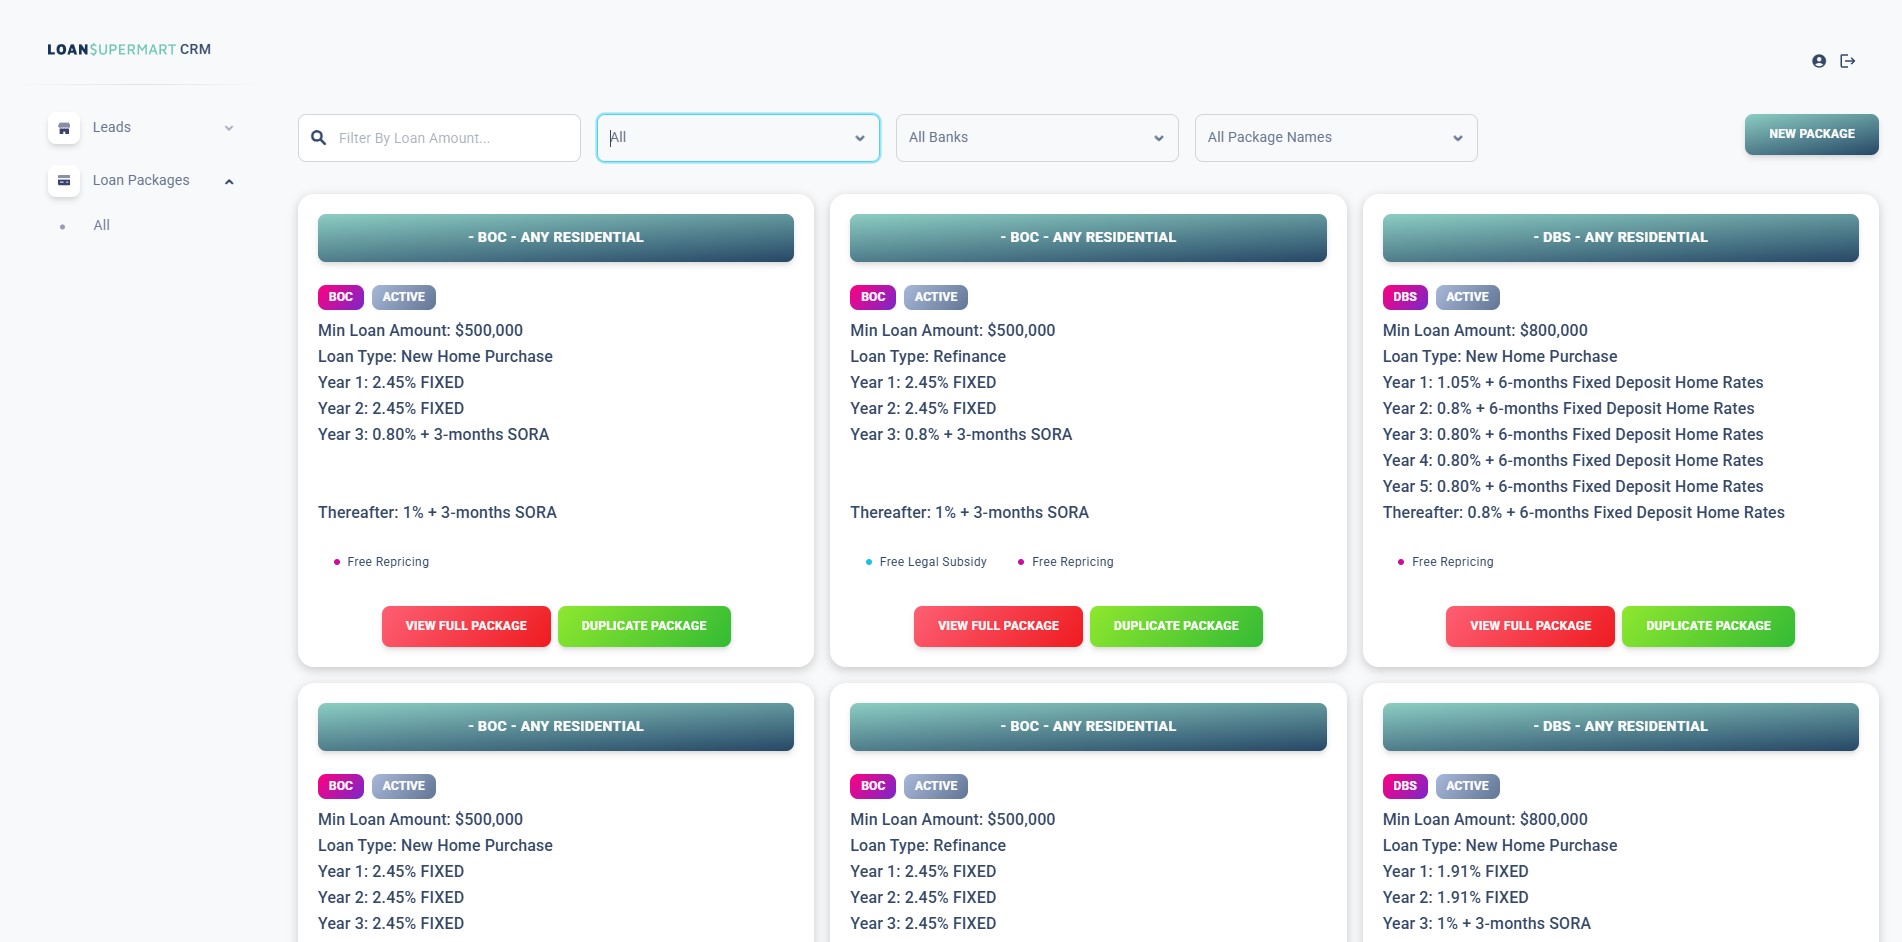 LOAN$UPERMART CRM
Leads
Loan Packages
All
Filter By Loan Amount...
All
All Banks
All Package Names
NEW PACKAGE
- BOC - ANY RESIDENTIAL
BOC ACTIVE
Min Loan Amount: $500,000
Loan Type: New Home Purchase
Year 1: 2.45% FIXED
Year 2: 2.45% FIXED
Year 3: 0.80% + 3-months SORA
Thereafter: 1% + 3-months SORA
Free Repricing
VIEW FULL PACKAGE
DUPLICATE PACKAGE
- BOC - ANY RESIDENTIAL
BOC ACTIVE
Min Loan Amount: $500,000
Loan Type: Refinance
Year 1: 2.45% FIXED
Year 2: 2.45% FIXED
Year 3: 0.8% + 3-months SORA
Thereafter: 1% + 3-months SORA
Free Legal Subsidy
Free Repricing
VIEW FULL PACKAGE
DUPLICATE PACKAGE
- DBS - ANY RESIDENTIAL
DBS ACTIVE
Min Loan Amount: $800,000
Loan Type: New Home Purchase
Year 1: 1.05% + 6-months Fixed Deposit Home Rates
Year 2: 0.8% + 6-months Fixed Deposit Home Rates
Year 3: 0.80% + 6-months Fixed Deposit Home Rates
Year 4: 0.80% + 6-months Fixed Deposit Home Rates
Year 5: 0.80% + 6-months Fixed Deposit Home Rates
Thereafter: 0.8% + 6-months Fixed Deposit Home Rates
Free Repricing
VIEW FULL PACKAGE
DUPLICATE PACKAGE
- BOC - ANY RESIDENTIAL
BOC ACTIVE
Min Loan Amount: $500,000
Loan Type: New Home Purchase
Year 1: 2.45% FIXED
Year 2: 2.45% FIXED
Year 3: 2.45% FIXED
- BOC - ANY RESIDENTIAL
BOC ACTIVE
Min Loan Amount: $500,000
Loan Type: Refinance
Year 1: 2.45% FIXED
Year 2: 2.45% FIXED
Year 3: 2.45% FIXED
- DBS - ANY RESIDENTIAL
DBS ACTIVE
Min Loan Amount: $800,000
Loan Type: New Home Purchase
Year 1: 1.91% FIXED
Year 2: 1.91% FIXED
Year 3: 1% + 3-months SORA